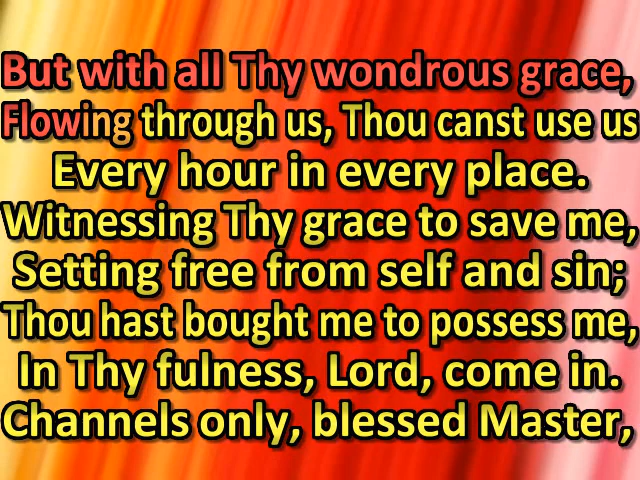 But with all Thy wondrous grace,
Flowing through us, Thou canst use us
Every hour in every place.
Witnessing Thy grace to save me,
Setting free from self and sin;
Thou hast bought me to possess me,
In Thy fulness, Lord, come in.
Channels only, blessed Master,